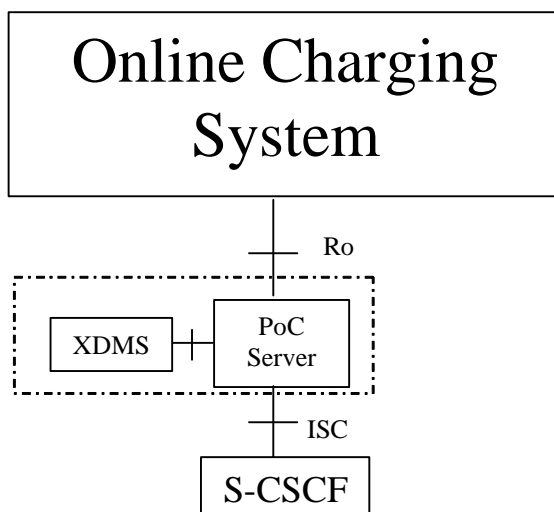 Online Charging
System
Ro
XDMS
PoC
Server
ISC
S-CSCF